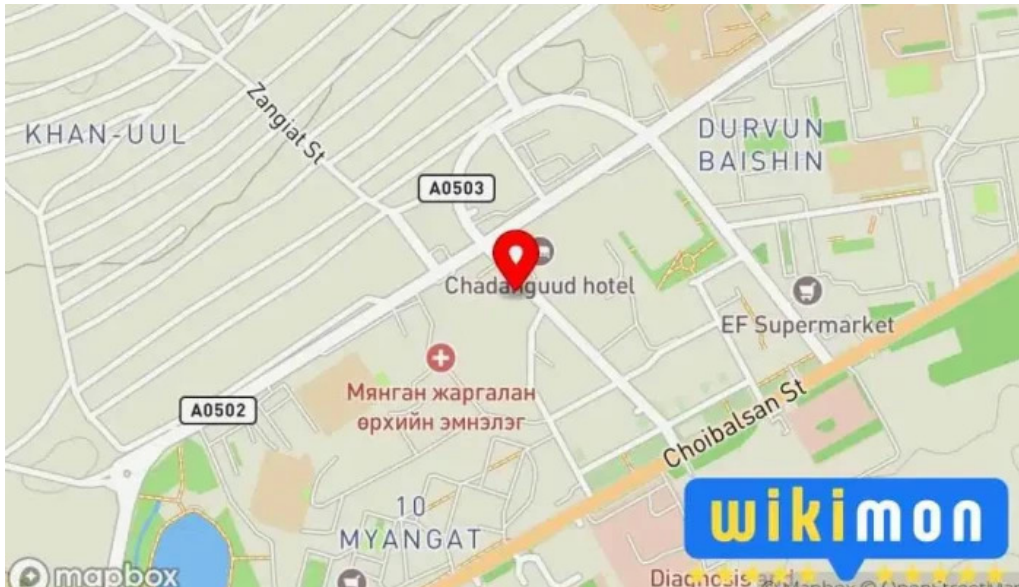 KHAN-UUL
Zangiat St
DURVUN
BAISHIN
A0503
Chadanguud hotel
EF Supermarket
Мянган жаргалан
өрхийн эмнэлэг
A0502
Choibalsan St
10
MYANGAT
wikimon
mapbox
Diagnosis